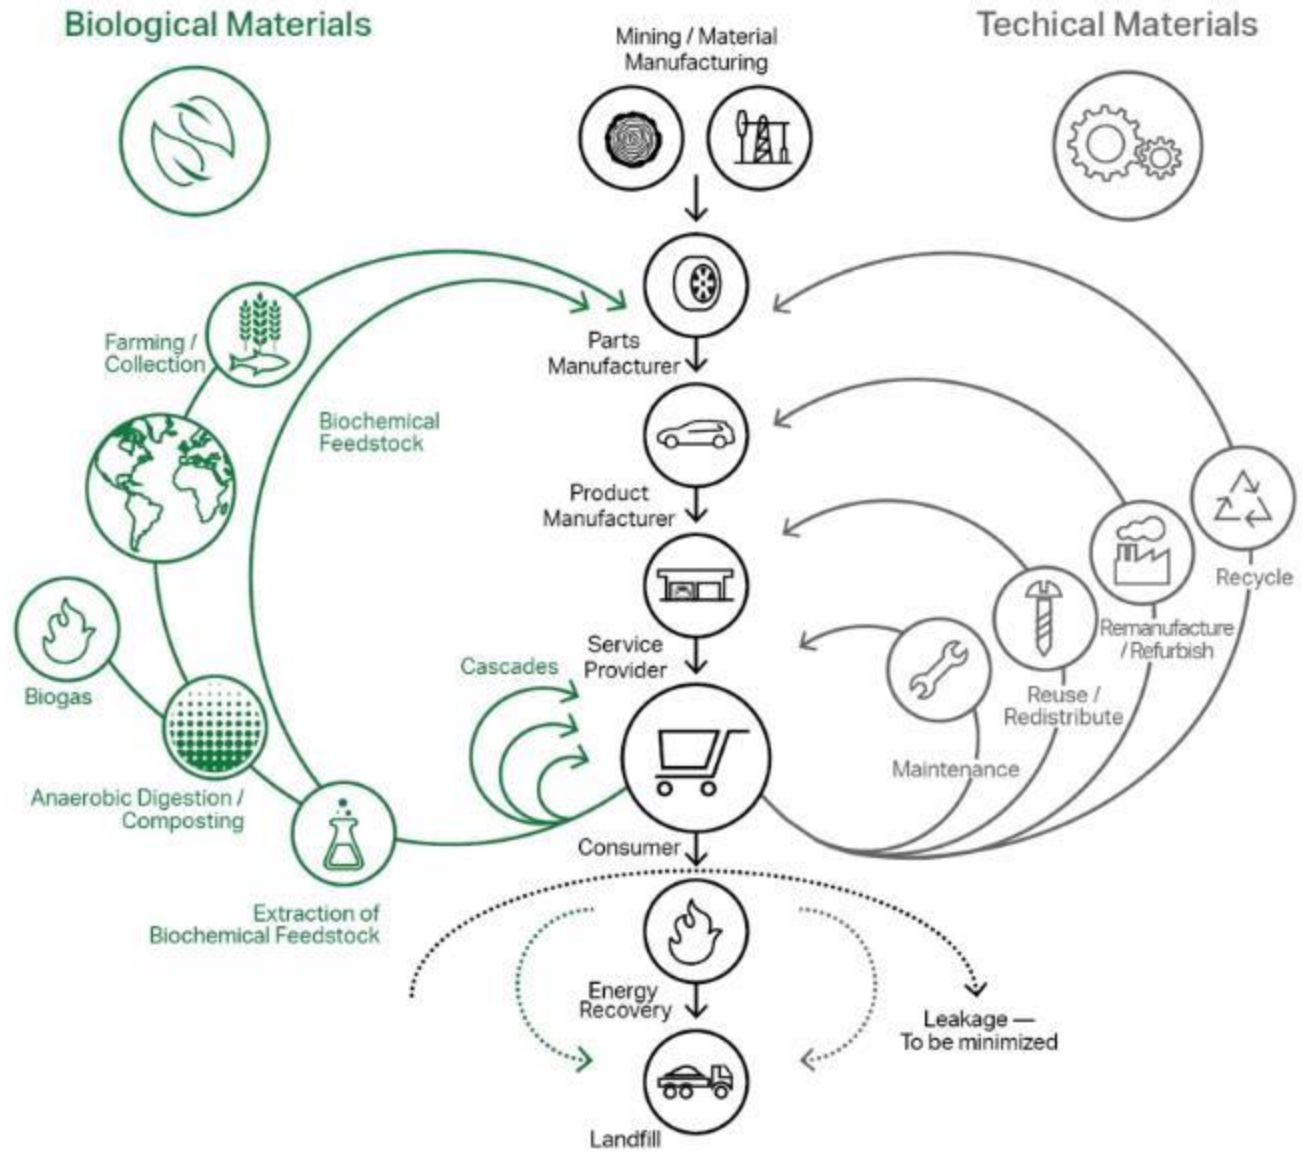 Biological Materials
Techical Materials
Mining / Material
Manufacturing
Farming /
Collection
Parts
Manufacturer
Biochemical
Feedstock
Product
Manufacturer
Recycle
Remanufacture
/ Refurbish
Service
Provider
Cascades
Biogas
Reuse /
Redistribute
Maintenance
Anaerobic Digestion /
Composting
Consumer
Extraction of
Biochemical Feedstock
Energy
Recovery
Leakage —
To be minimized
Landfill